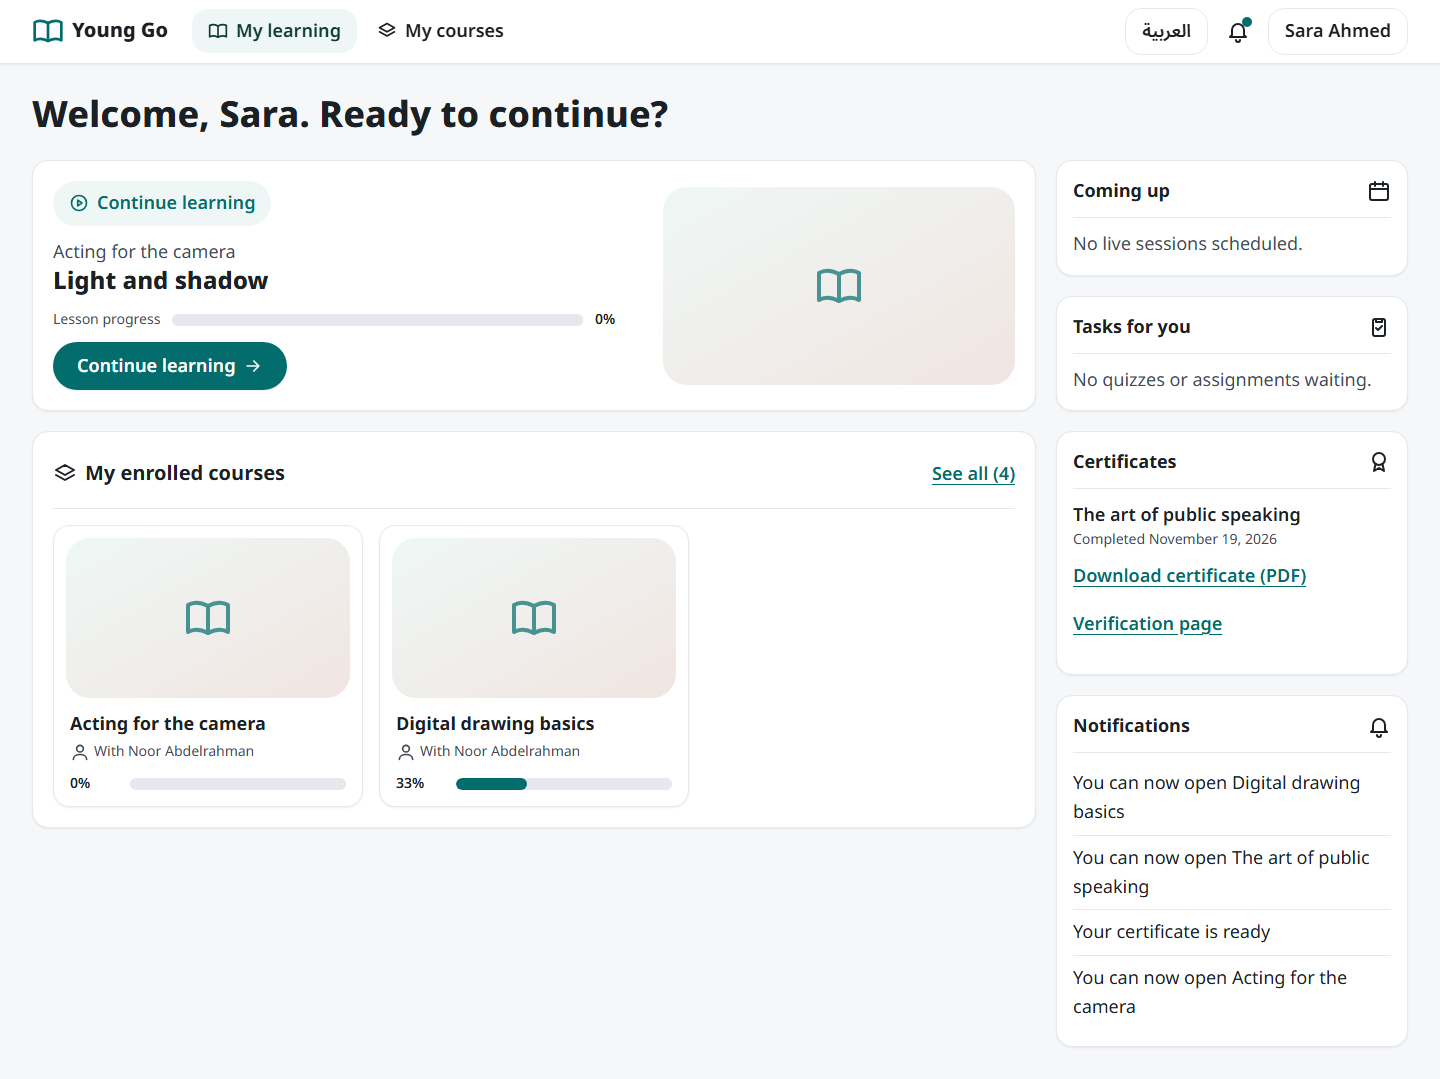 Young Go
My learning
My courses
العربية
Sara Ahmed
Welcome, Sara. Ready to continue?
Continue learning
Acting for the camera
Light and shadow
Lesson progress 0%
Continue learning →
My enrolled courses
See all (4)
Acting for the camera
With Noor Abdelrahman
0%
Digital drawing basics
With Noor Abdelrahman
33%
Coming up
No live sessions scheduled.
Tasks for you
No quizzes or assignments waiting.
Certificates
The art of public speaking
Completed November 19, 2026
Download certificate (PDF)
Verification page
Notifications
You can now open Digital drawing
basics
You can now open The art of public
speaking
Your certificate is ready
You can now open Acting for the
camera